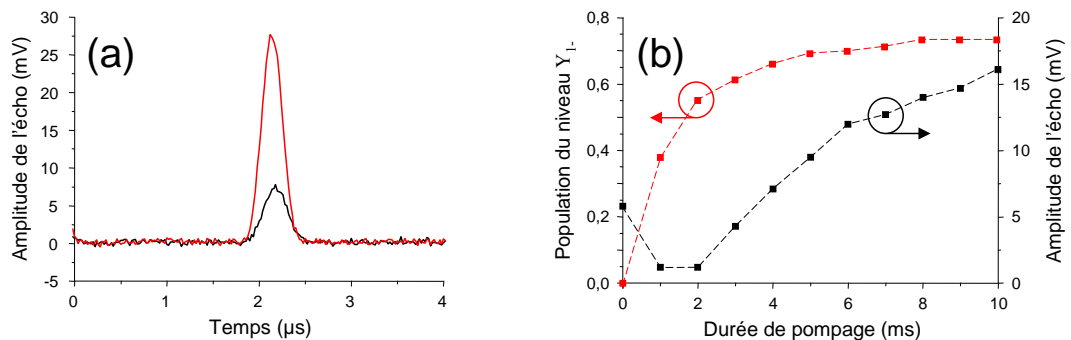 (a)
Amplitude de l'écho (mV)
30
25
20
15
10
5
0
-5
0 1 2 3 4
Temps (µs)
(b)
Population du niveau Y1-
0,8
0,6
0,4
0,2
0,0
20
15
10
5
0
Amplitude de l'écho (mV)
0 2 4 6 8 10
Durée de pompage (ms)